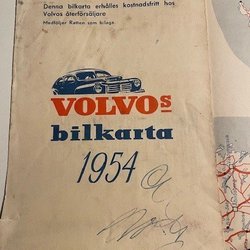 Denna bilkarta erhålles kostnadsfritt hos
Volvos återförsäljare
Medföljer Ratten som bilaga.
VOLVOS
bilkarta
1954